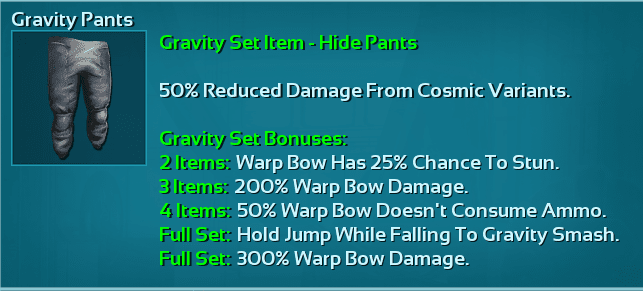 Gravity Pants
Gravity Set Item - Hide Pants
50% Reduced Damage From Cosmic Variants.
Gravity Set Bonuses:
2 Items: Warp Bow Has 25% Chance To Stun.
3 Items: 200% Warp Bow Damage.
4 Items: 50% Warp Bow Doesn't Consume Ammo.
Full Set: Hold Jump While Falling To Gravity Smash.
Full Set: 300% Warp Bow Damage.